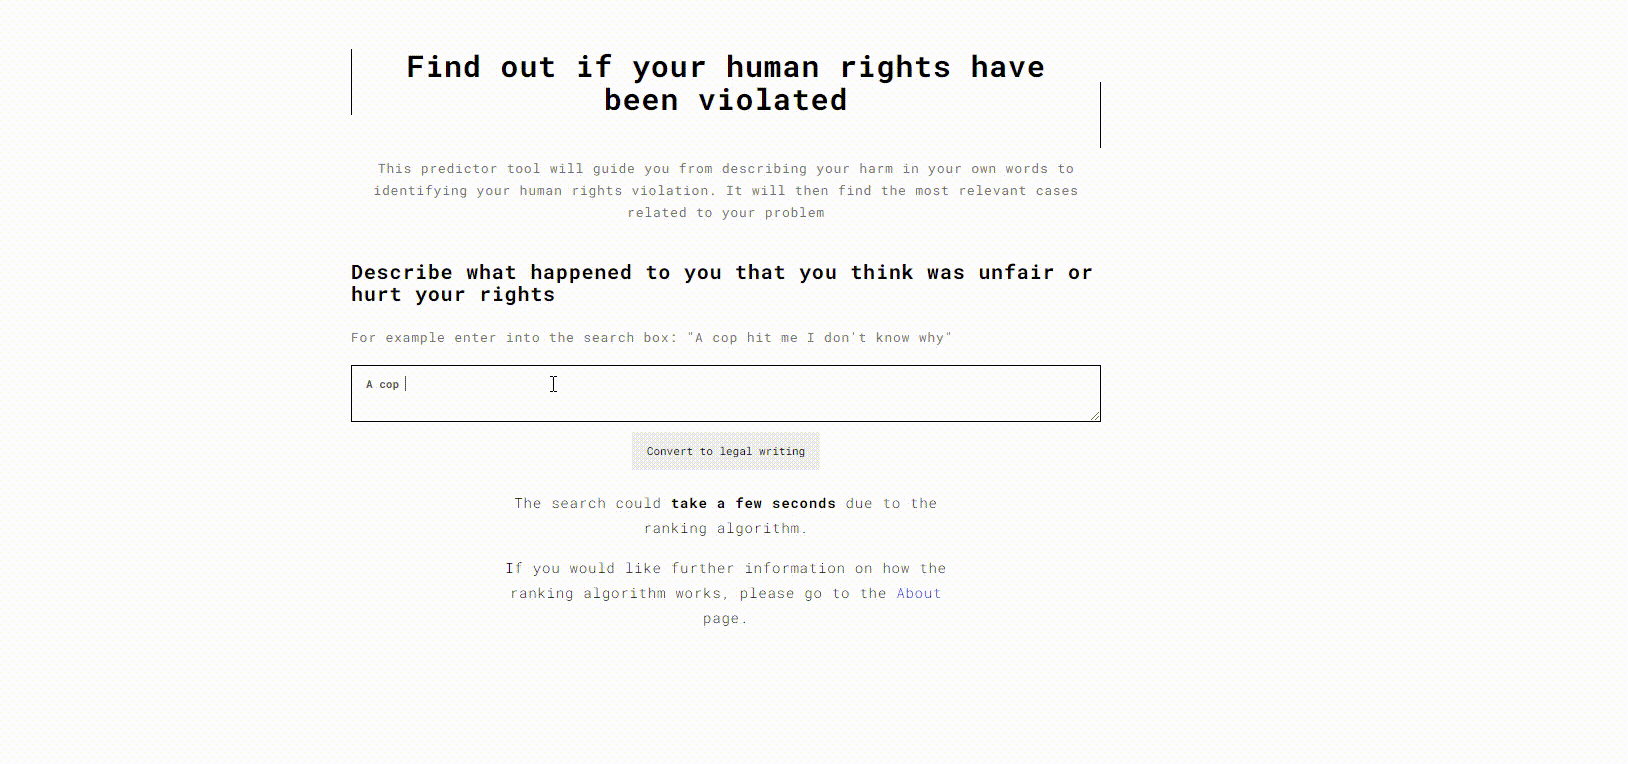 Find out if your human rights have
been violated
This predictor tool will guide you from describing your harm in your own words to
identifying your human rights violation. It will then find the most relevant cases
related to your problem
Describe what happened to you that you think was unfair or
hurt your rights
For example enter into the search box: "A cop hit me I don't know why"
A cop
Convert to legal writing
The search could take a few seconds due to the
ranking algorithm.
If you would like further information on how the
ranking algorithm works, please go to the About
page.